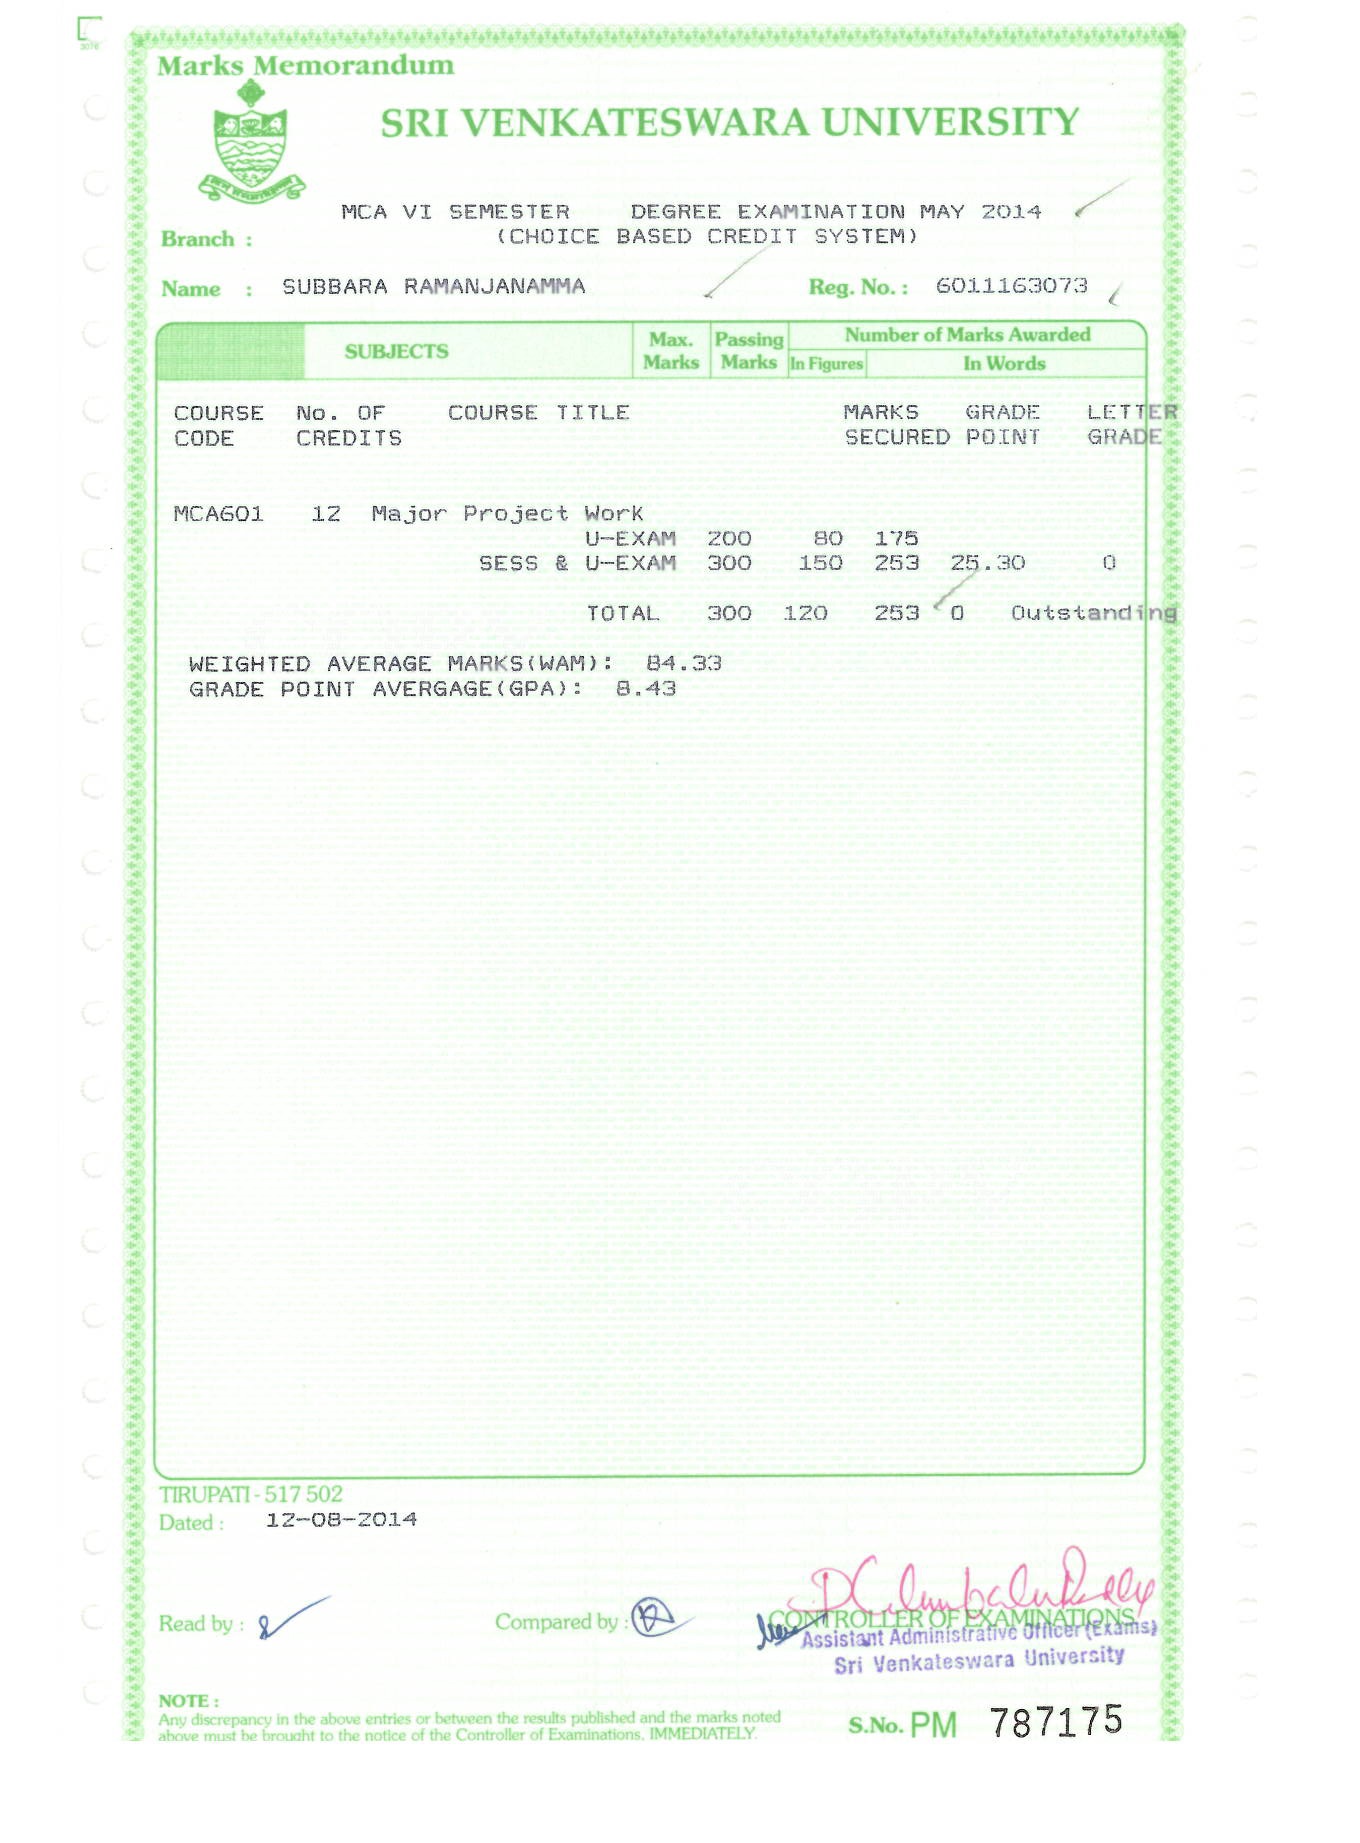 3076
Marks Memorandum
SRI VENKATESWARA UNIVERSITY
MCA VI SEMESTER DEGREE EXAMINATION MAY 2014
Branch : (CHOICE BASED CREDIT SYSTEM)
Name : SUBBARA RAMANJANAMMA Reg. No. : 6011163073
SUBJECTS Max. Marks Passing Marks Number of Marks Awarded
In Figures In Words
COURSE No. OF COURSE TITLE MARKS GRADE LETTER
CODE CREDITS SECURED POINT GRADE
MCA601 12 Major Project Work
U-EXAM 200 80 175
SESS & U-EXAM 300 150 253 25.30 O
TOTAL 300 120 253 O Outstanding
WEIGHTED AVERAGE MARKS(WAM): 84.33
GRADE POINT AVERGAGE(GPA): 8.43
TIRUPATI - 517 502
Dated : 12-08-2014
Read by :
Compared by :
CONTROLLER OF EXAMINATIONS
Assistant Administrative Officer (Exams)
Sri Venkateswara University
NOTE :
Any discrepancy in the above entries or between the results published and the marks noted
above must be brought to the notice of the Controller of Examinations, IMMEDIATELY.
S.No. PM 787175